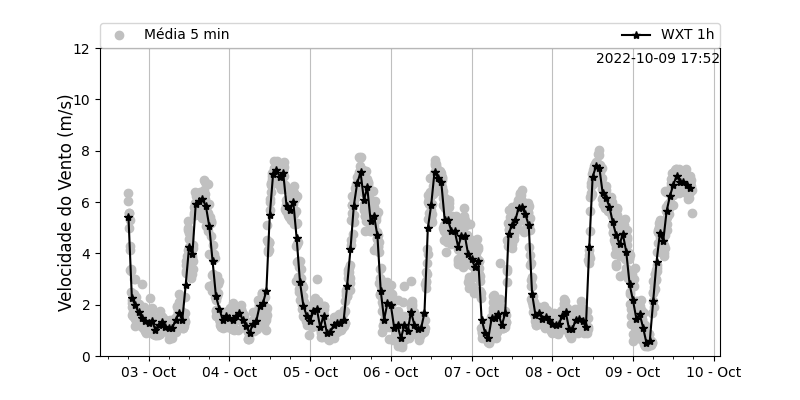 Média 5 min
WXT 1h
2022-10-09 17:52
Velocidade do Vento (m/s)
12
10
8
6
4
2
0
03 - Oct
04 - Oct
05 - Oct
06 - Oct
07 - Oct
08 - Oct
09 - Oct
10 - Oct